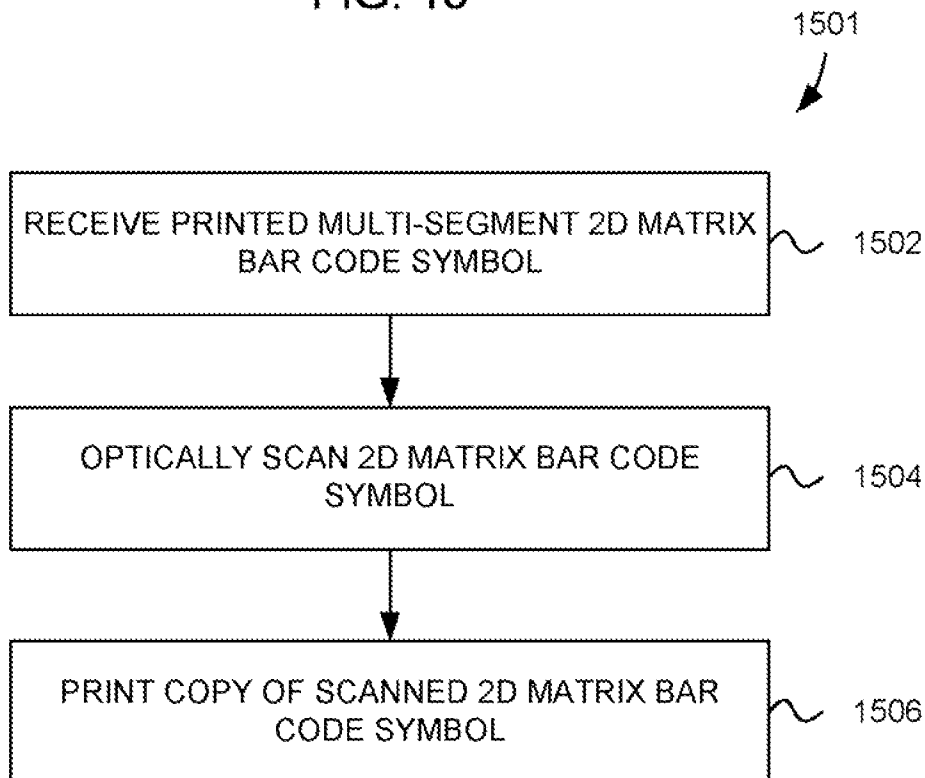 1501
RECEIVE PRINTED MULTI-SEGMENT 2D MATRIX
BAR CODE SYMBOL
1502
OPTICALLY SCAN 2D MATRIX BAR CODE
SYMBOL
1504
PRINT COPY OF SCANNED 2D MATRIX BAR
CODE SYMBOL
1506